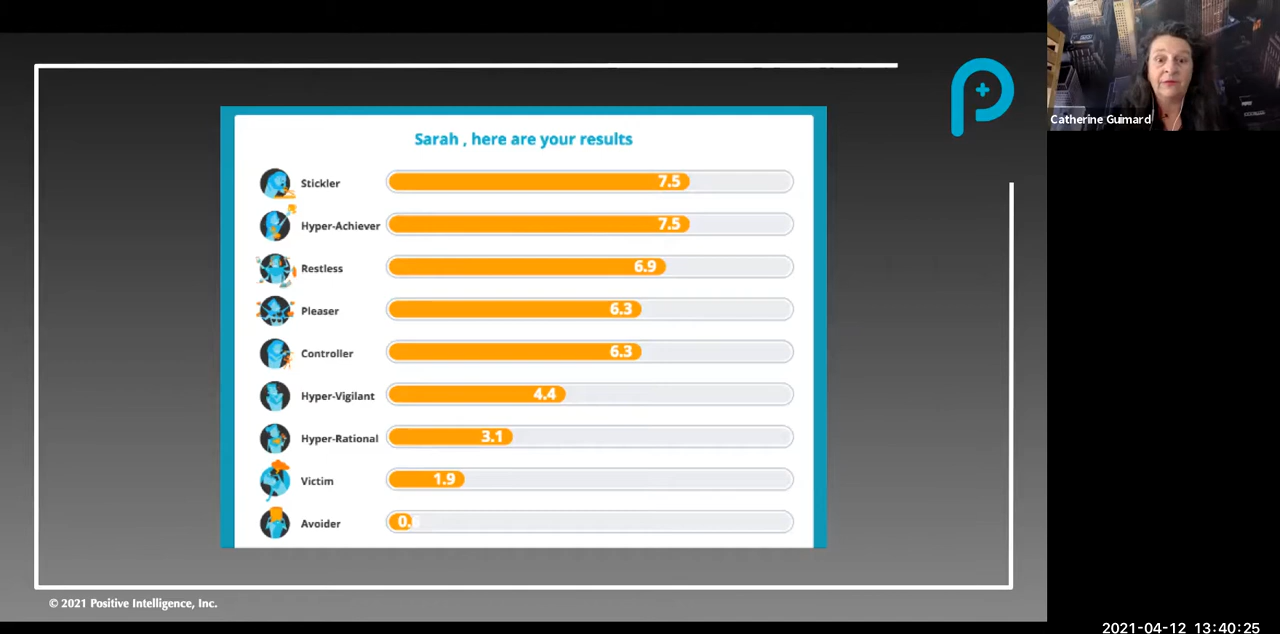 Sarah , here are your results
Stickler 7.5
Hyper-Achiever 7.5
Restless 6.9
Pleaser 6.3
Controller 6.3
Hyper-Vigilant 4.4
Hyper-Rational 3.1
Victim 1.9
Avoider
© 2021 Positive Intelligence, Inc.
Catherine Guimard
2021-04-12 13:40:25